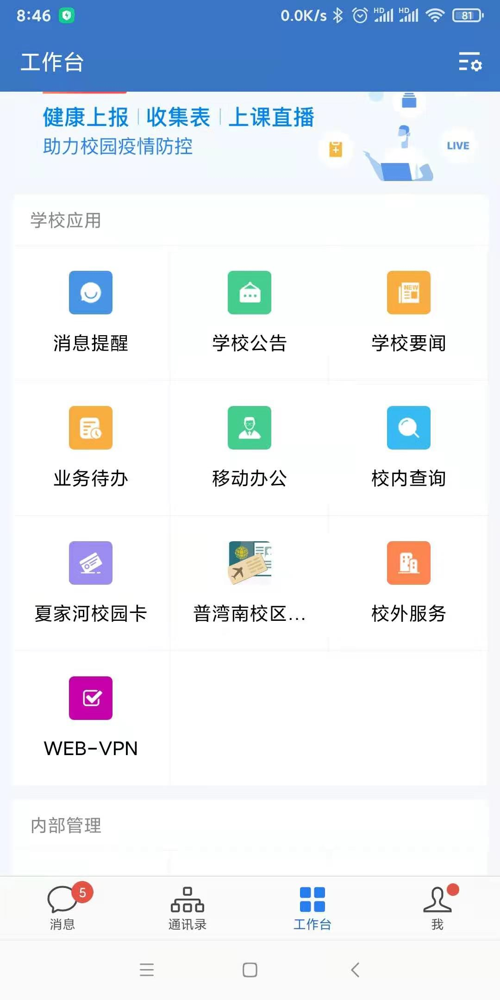 8:46 0.0K/s HD HD 81
工作台
健康上报 | 收集表 | 上课直播
助力校园疫情防控
LIVE
学校应用
NEW
消息提醒 学校公告 学校要闻
业务待办 移动办公 校内查询
夏家河校园卡 普湾南校区... 校外服务
WEB-VPN
内部管理
5
消息 通讯录 工作台 我